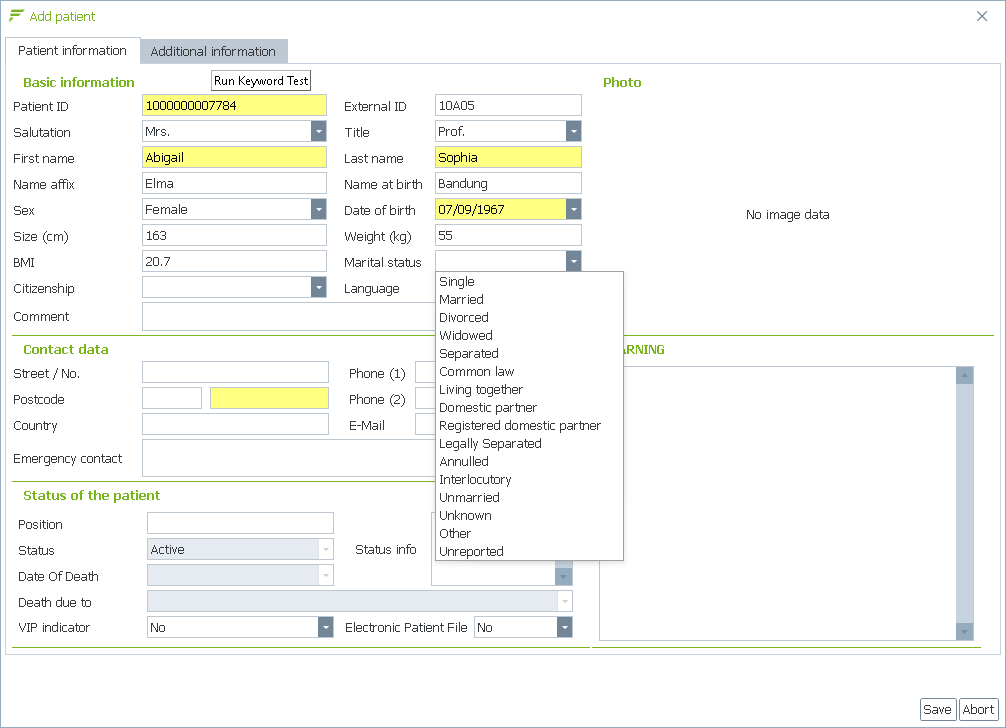 Add patient
Patient information Additional information
Basic information Run Keyword Test Photo
Patient ID 1000000007784 External ID 10A05
Salutation Mrs. Title Prof.
First name Abigail Last name Sophia
Name affix Elma Name at birth Bandung
Sex Female Date of birth 07/09/1967
No image data
Size (cm) 163 Weight (kg) 55
BMI 20.7 Marital status
Citizenship Language
Comment
Single
Married
Divorced
Widowed
Separated
Common law
Living together
Domestic partner
Registered domestic partner
Legally Separated
Annulled
Interlocutory
Unmarried
Unknown
Other
Unreported
Contact data ARNING
Street / No. Phone (1)
Postcode Phone (2)
Country E-Mail
Emergency contact
Status of the patient
Position
Status Active Status info
Date Of Death
Death due to
VIP indicator No Electronic Patient File No
Save Abort